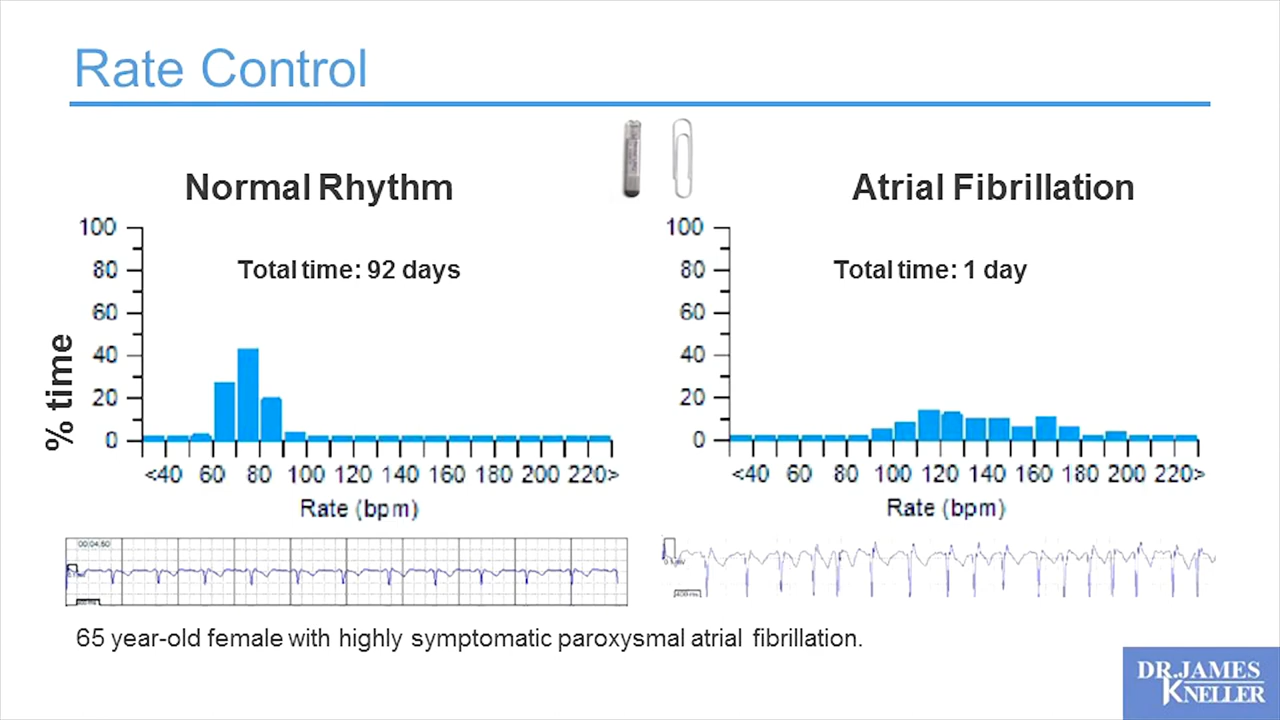 Rate Control
Normal Rhythm
Atrial Fibrillation
Total time: 92 days
Total time: 1 day
% time
100
80
60
40
20
0
<40 60 80 100 120 140 160 180 200 220>
Rate (bpm)
100
80
60
40
20
0
<40 60 80 100 120 140 160 180 200 220>
Rate (bpm)
65 year-old female with highly symptomatic paroxysmal atrial fibrillation.
DR.JAMES
KNELLER